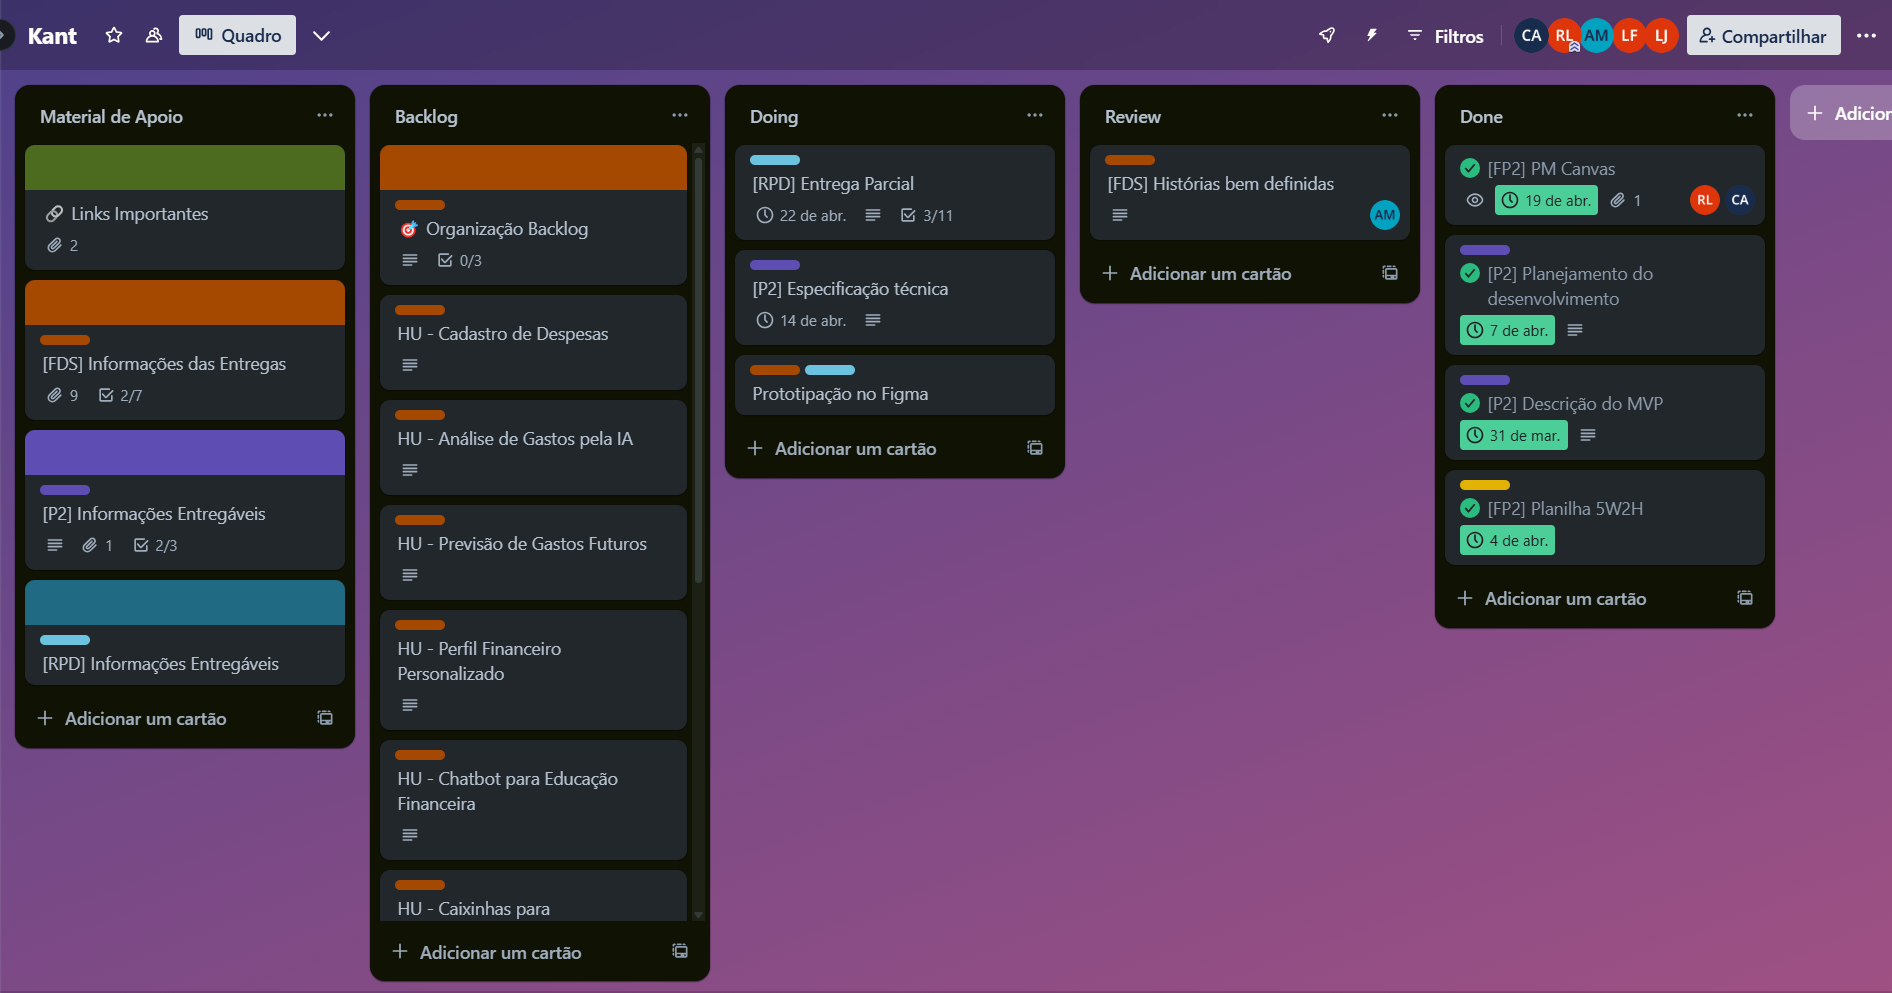 Kant
Quadro
Filtros
CA
RL
AM
LF
LJ
Compartilhar
Material de Apoio
Links Importantes
2
[FDS] Informações das Entregas
9
2/7
[P2] Informações Entregáveis
1
2/3
[RPD] Informações Entregáveis
Adicionar um cartão
Backlog
Organização Backlog
0/3
HU - Cadastro de Despesas
HU - Análise de Gastos pela IA
HU - Previsão de Gastos Futuros
HU - Perfil Financeiro
Personalizado
HU - Chatbot para Educação
Financeira
HU - Caixinhas para
Adicionar um cartão
Doing
[RPD] Entrega Parcial
22 de abr.
3/11
[P2] Especificação técnica
14 de abr.
Prototipação no Figma
Adicionar um cartão
Review
[FDS] Histórias bem definidas
AM
Adicionar um cartão
Done
[FP2] PM Canvas
19 de abr.
1
RL
CA
[P2] Planejamento do
desenvolvimento
7 de abr.
[P2] Descrição do MVP
31 de mar.
[FP2] Planilha 5W2H
4 de abr.
Adicionar um cartão
Adicior